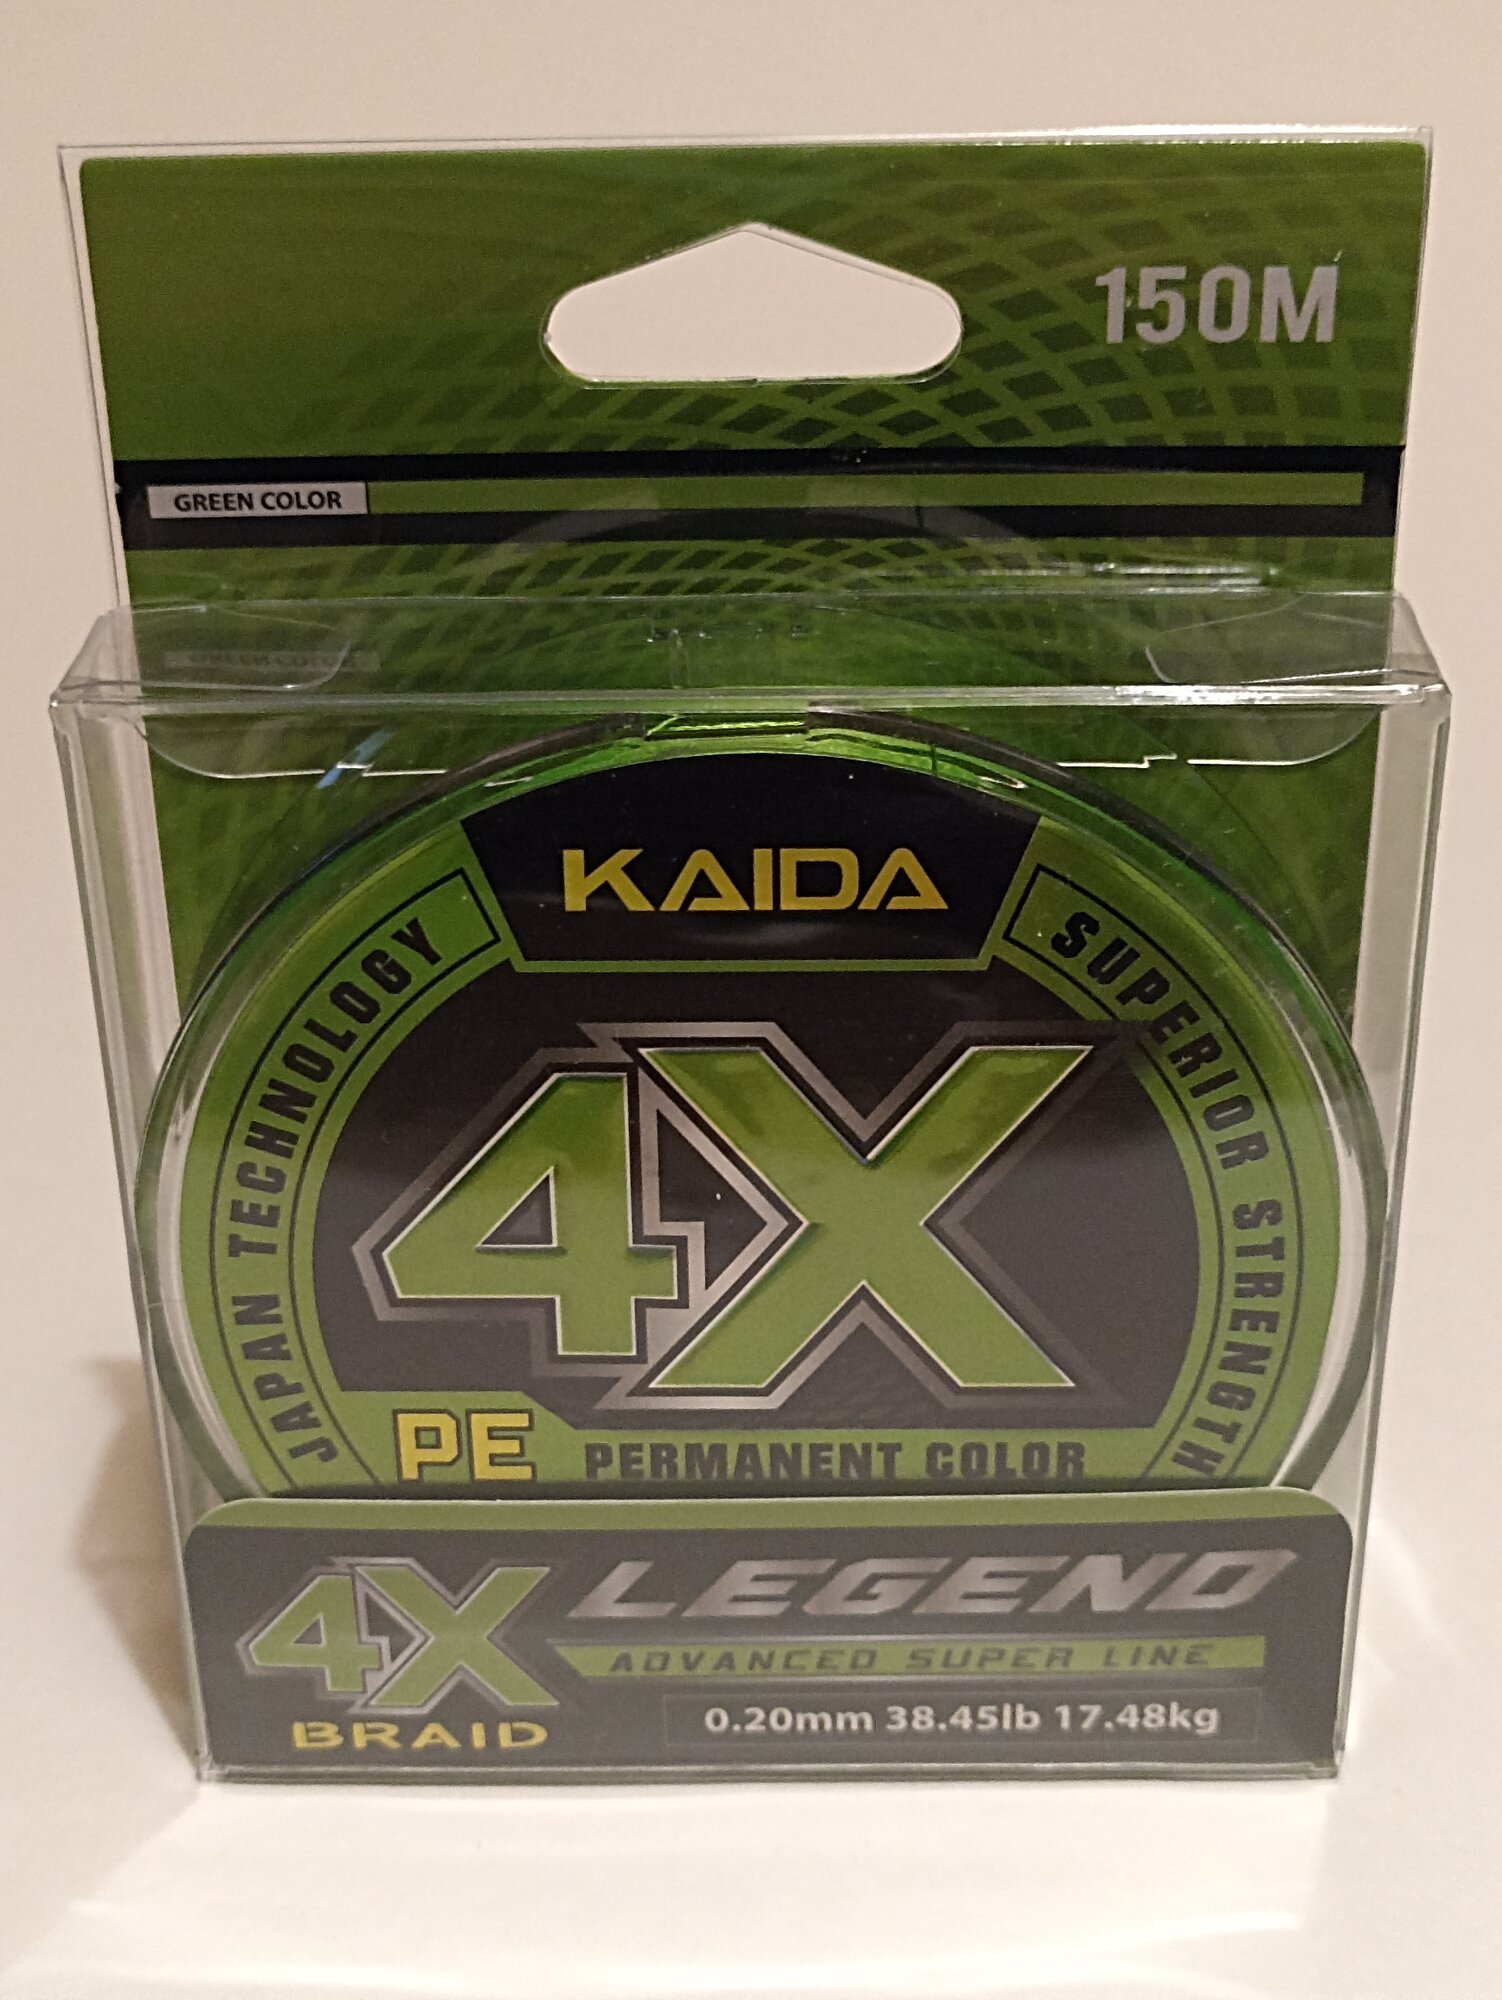 150M
GREEN COLOR
KAIDA
JAPAN TECHNOLOGY
SUPERIOR STRENGTH
4X
PE PERMANENT COLOR
4X LEGEND
ADVANCED SUPER LINE
BRAID
0.20mm 38.45lb 17.48kg